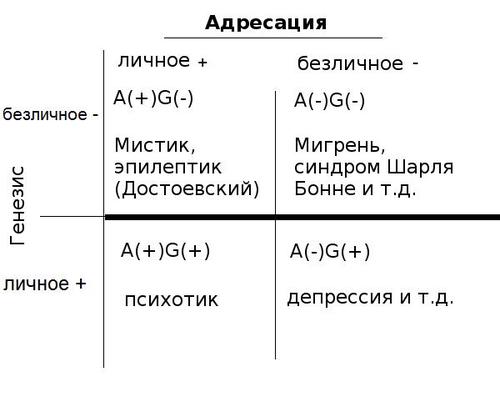 Адресация
личное +
безличное -
безличное -
A(+)G(-)
A(-)G(-)
Мистик,
эпилептик
(Достоевский)
Мигрень,
синдром Шарля
Бонне и т.д.
Генезис
личное +
A(+)G(+)
A(-)G(+)
психотик
депрессия и т.д.